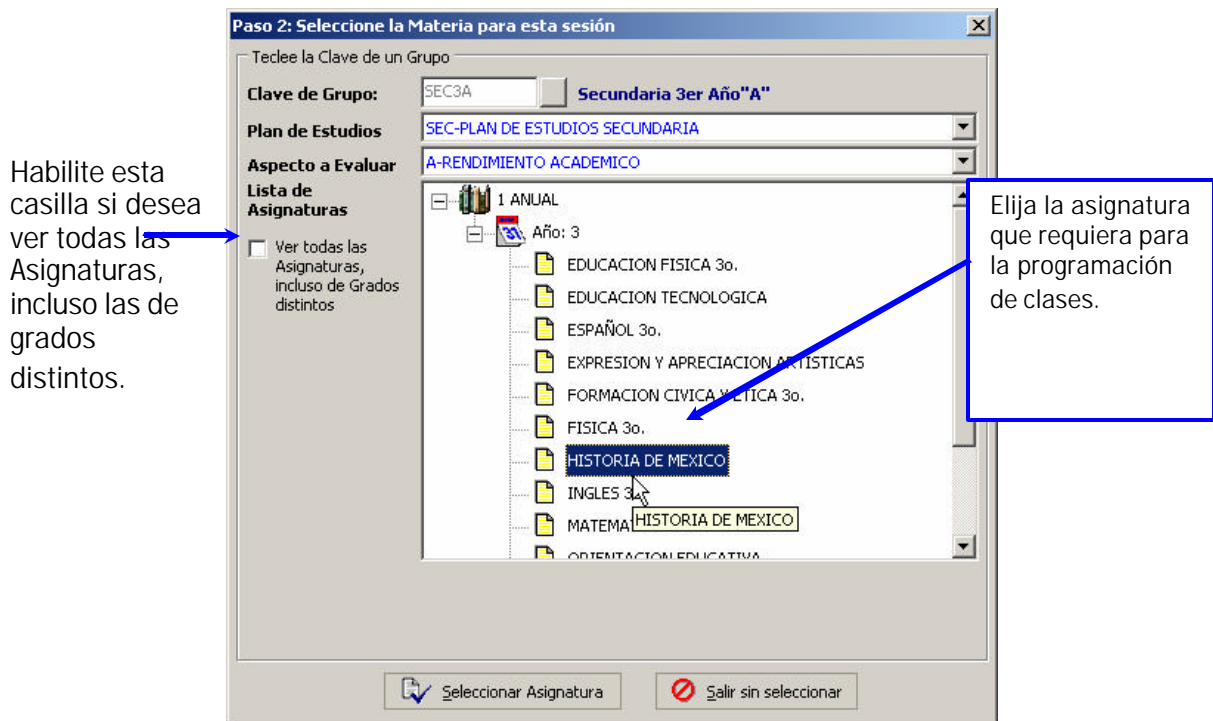 Paso 2: Seleccione la Materia para esta sesión
Teclee la Clave de un Grupo
Clave de Grupo: SEC3A Secundaria 3er Año"A"
Plan de Estudios SEC-PLAN DE ESTUDIOS SECUNDARIA
Aspecto a Evaluar A-RENDIMIENTO ACADEMICO
Lista de
Asignaturas
Ver todas las
Asignaturas,
incluso de Grados
distintos
Habilite esta
casilla si desea
ver todas las
Asignaturas,
incluso las de
grados
distintos.
1 ANUAL
Año: 3
EDUCACION FISICA 3o.
EDUCACION TECNOLOGICA
ESPAÑOL 3o.
EXPRESION Y APRECIACION ARTISTICAS
FORMACION CIVICA Y ETICA 3o.
FISICA 3o.
HISTORIA DE MEXICO
INGLES 3
MATEMA
HISTORIA DE MEXICO
ORIENTACION EDUCATIVA
Elija la asignatura
que requiera para
la programación
de clases.
Seleccionar Asignatura
Salir sin seleccionar